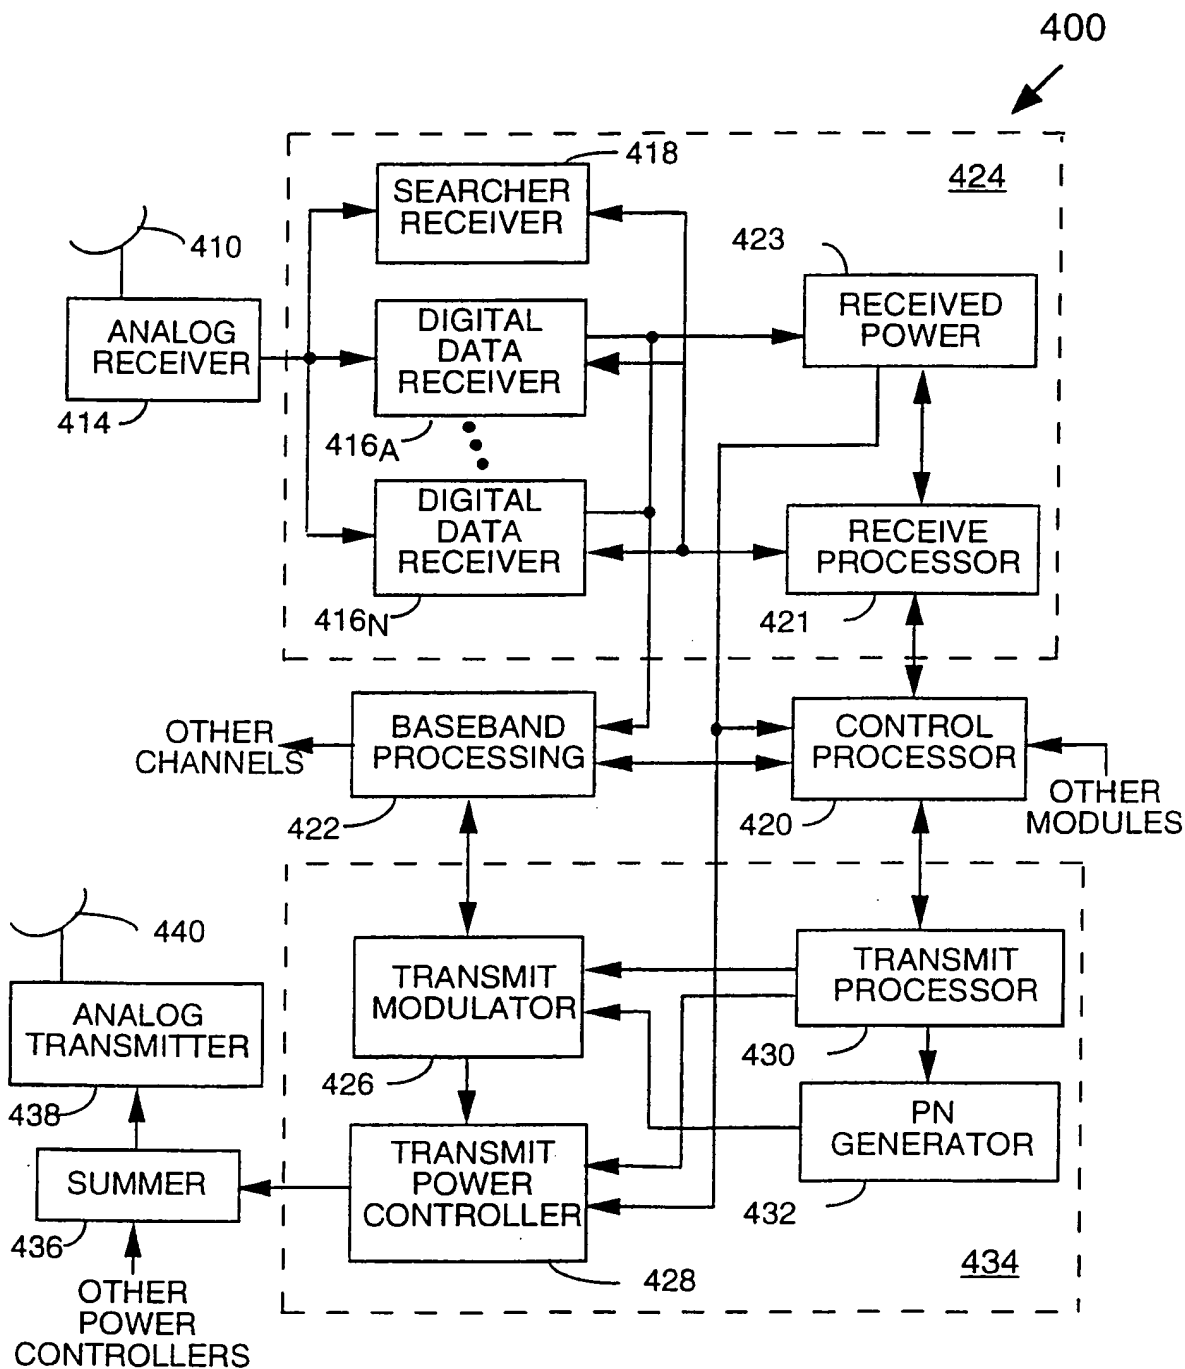 400
418
424
SEARCHER
RECEIVER
410
423
ANALOG
RECEIVER
414
DIGITAL
DATA
RECEIVER
416A
RECEIVED
POWER
DIGITAL
DATA
RECEIVER
416N
RECEIVE
PROCESSOR
421
OTHER
CHANNELS
BASEBAND
PROCESSING
422
CONTROL
PROCESSOR
420
OTHER
MODULES
440
ANALOG
TRANSMITTER
438
TRANSMIT
MODULATOR
426
TRANSMIT
PROCESSOR
430
SUMMER
436
TRANSMIT
POWER
CONTROLLER
428
PN
GENERATOR
432
434
OTHER
POWER
CONTROLLERS